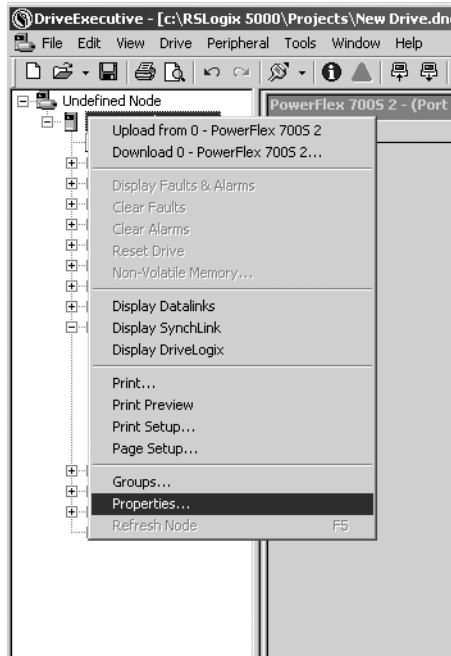 DriveExecutive - [c:\RSLogix 5000\Projects\New Drive.dno
File Edit View Drive Peripheral Tools Window Help
Undefined Node
PowerFlex 700S 2 - (Port
Upload from 0 - PowerFlex 700S 2
Download 0 - PowerFlex 700S 2...
Display Faults & Alarms
Clear Faults
Clear Alarms
Reset Drive
Non-Volatile Memory...
Display Datalinks
Display SynchLink
Display DriveLogix
Print...
Print Preview
Print Setup...
Page Setup...
Groups...
Properties...
Refresh Node F5